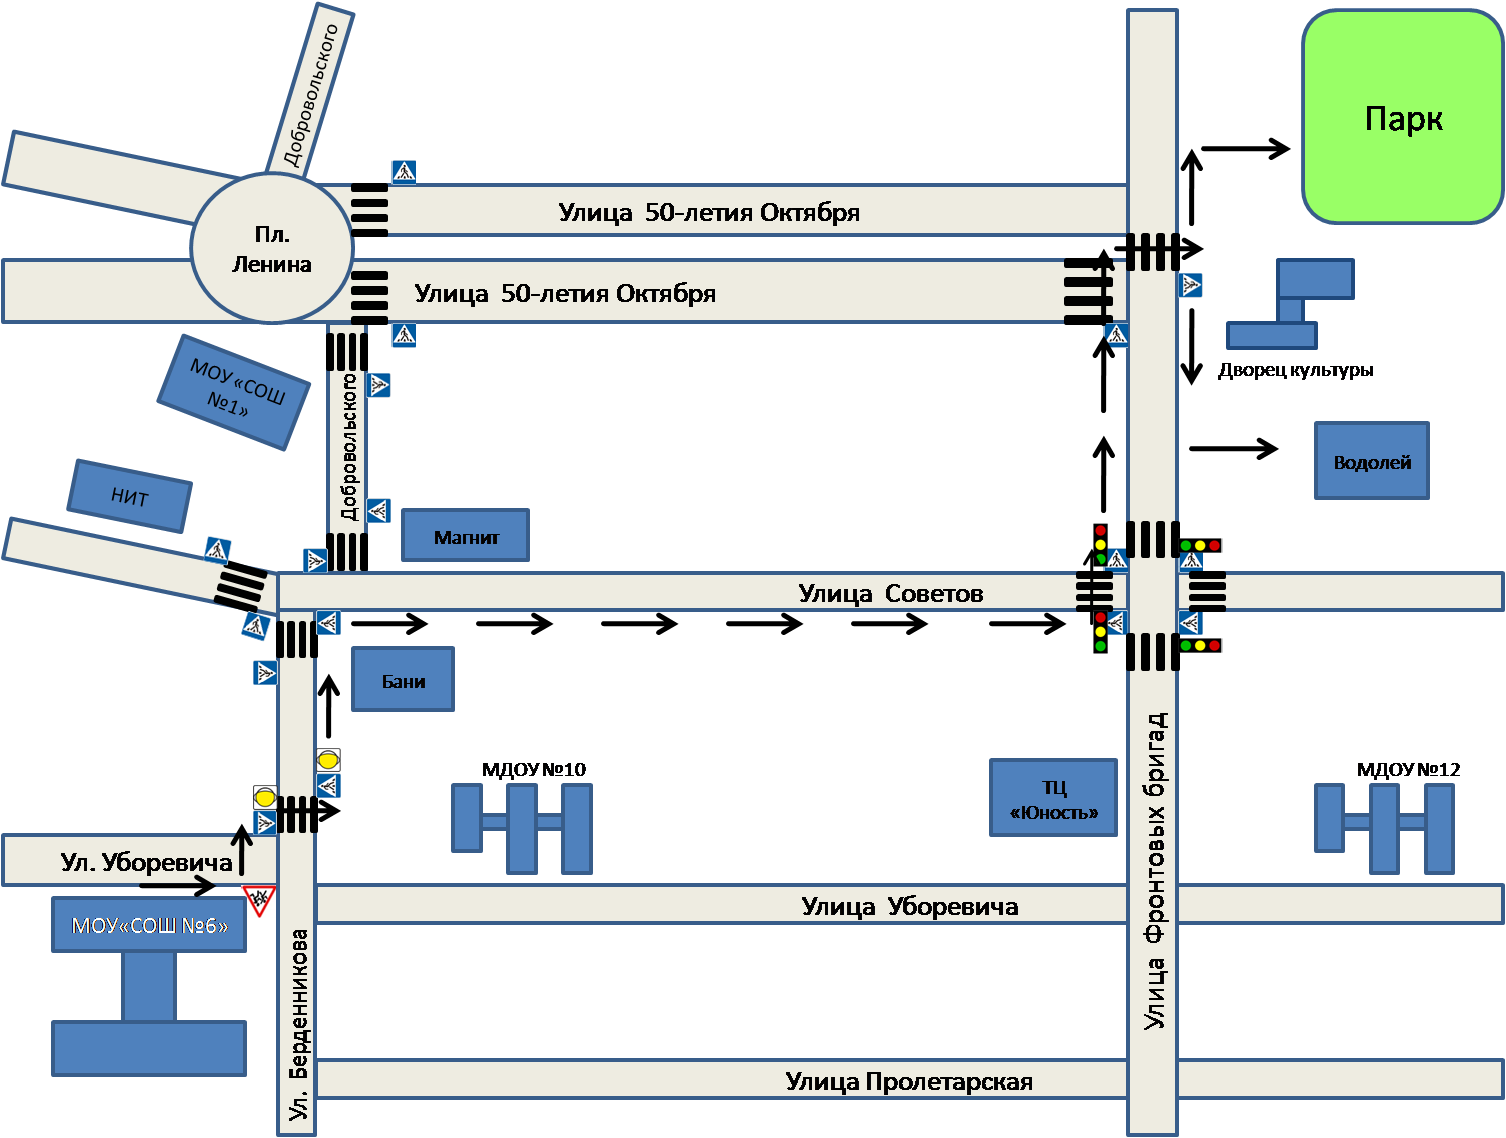 Добровольского
Парк
Улица 50-летия Октября
Пл.
Ленина
Улица 50-летия Октября
Дворец культуры
МОУ «СОШ
№1»
Добровольского
Водолей
НИТ
Магнит
Улица Советов
Бани
МДОУ №10
ТЦ
«Юность»
Улица Фронтовых бригад
МДОУ №12
Ул. Уборевича
МОУ«СОШ №6»
Улица Уборевича
Ул. Берденникова
Улица Пролетарская